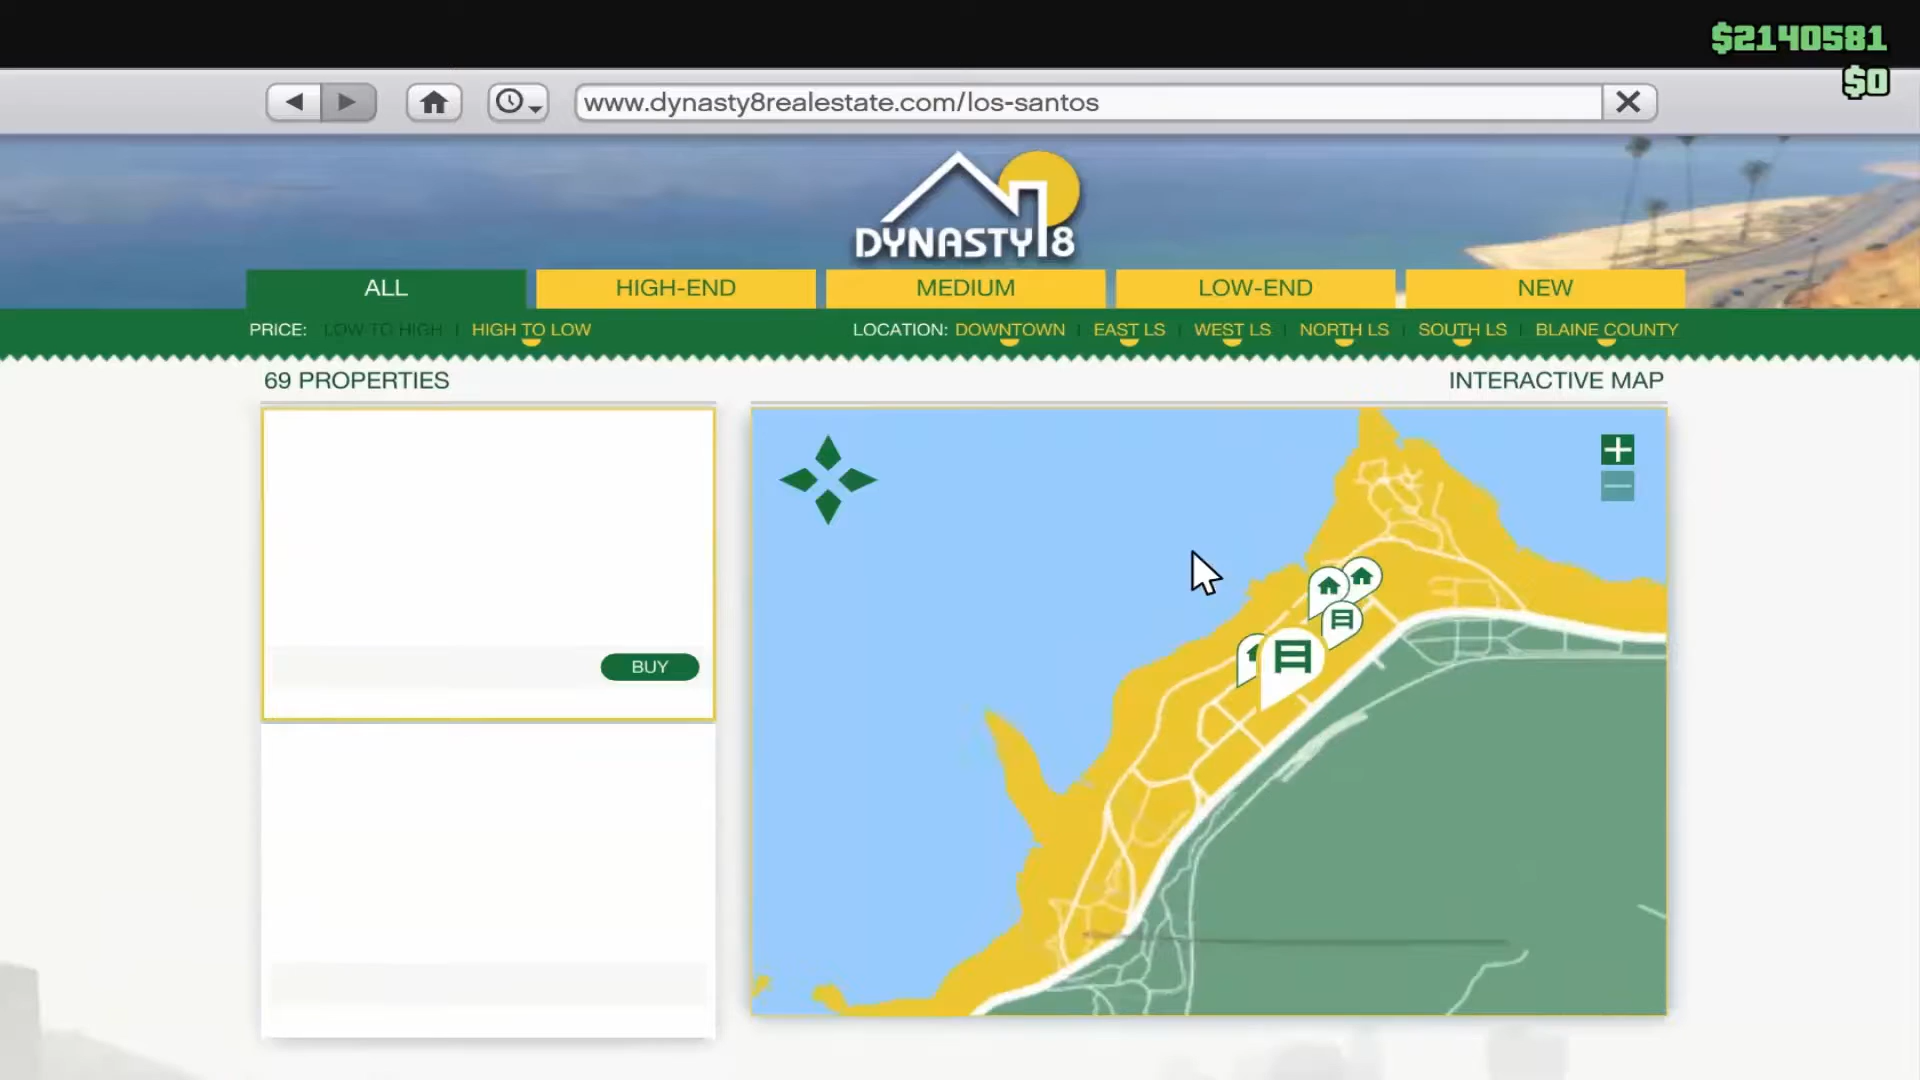 $2140581
$0
www.dynasty8realestate.com/los-santos
DYNASTY 8
ALL
HIGH-END
MEDIUM
LOW-END
NEW
PRICE: LOW TO HIGH | HIGH TO LOW
LOCATION: DOWNTOWN | EAST LS | WEST LS | NORTH LS | SOUTH LS | BLAINE COUNTY
69 PROPERTIES
INTERACTIVE MAP
BUY